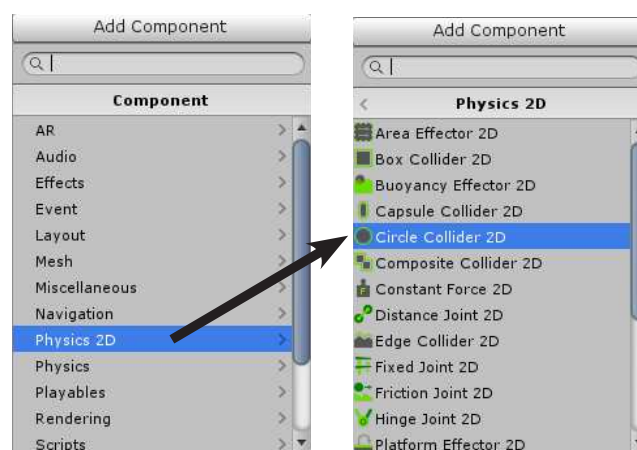 Add Component
Component
AR
Audio
Effects
Event
Layout
Mesh
Miscellaneous
Navigation
Physics 2D
Physics
Playables
Rendering
Scripts
Add Component
Physics 2D
Area Effector 2D
Box Collider 2D
Buoyancy Effector 2D
Capsule Collider 2D
Circle Collider 2D
Composite Collider 2D
Constant Force 2D
Distance Joint 2D
Edge Collider 2D
Fixed Joint 2D
Friction Joint 2D
Hinge Joint 2D
Platform Effector 2D